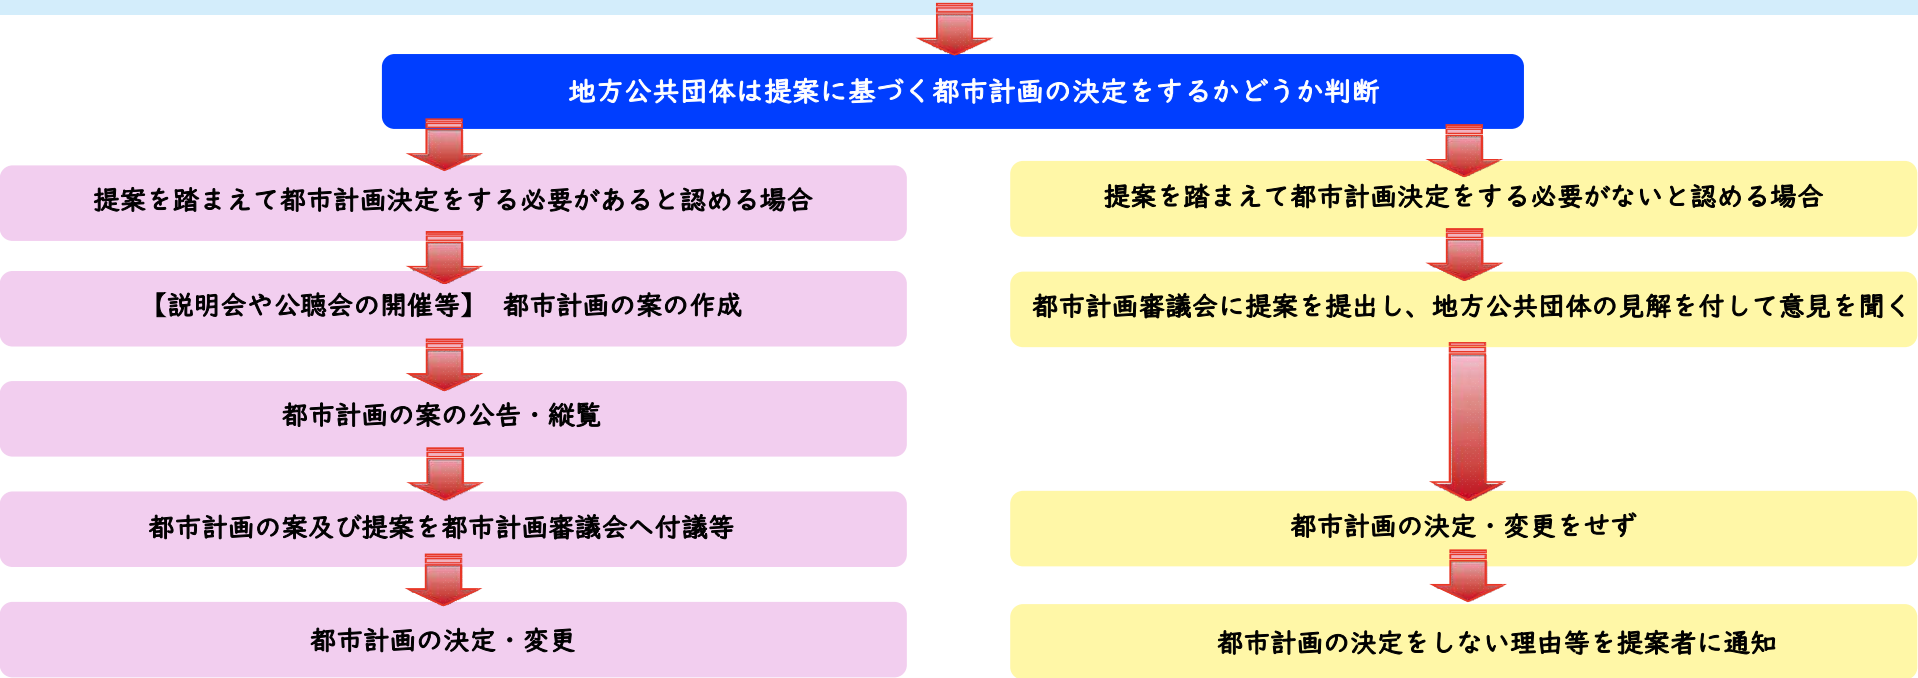 地方公共団体は提案に基づく都市計画の決定をするかどうか判断
提案を踏まえて都市計画決定をする必要があると認める場合
【説明会や公聴会の開催等】　都市計画の案の作成
都市計画の案の公告・縦覧
都市計画の案及び提案を都市計画審議会へ付議等
都市計画の決定・変更
提案を踏まえて都市計画決定をする必要がないと認める場合
都市計画審議会に提案を提出し、地方公共団体の見解を付して意見を聞く
都市計画の決定・変更をせず
都市計画の決定をしない理由等を提案者に通知